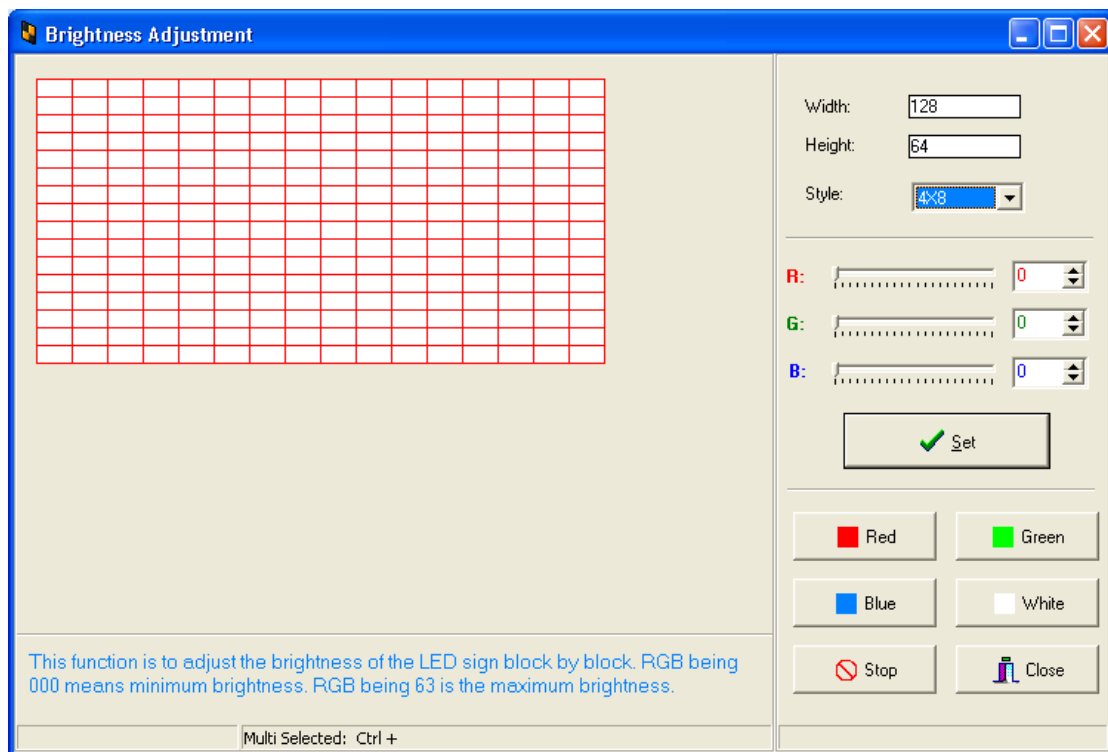 Brightness Adjustment
Width: 128
Height: 64
Style: 4X8
R: 0
G: 0
B: 0
Set
Red Green
Blue White
Stop Close
This function is to adjust the brightness of the LED sign block by block. RGB being
000 means minimum brightness. RGB being 63 is the maximum brightness.
Multi Selected: Ctrl +